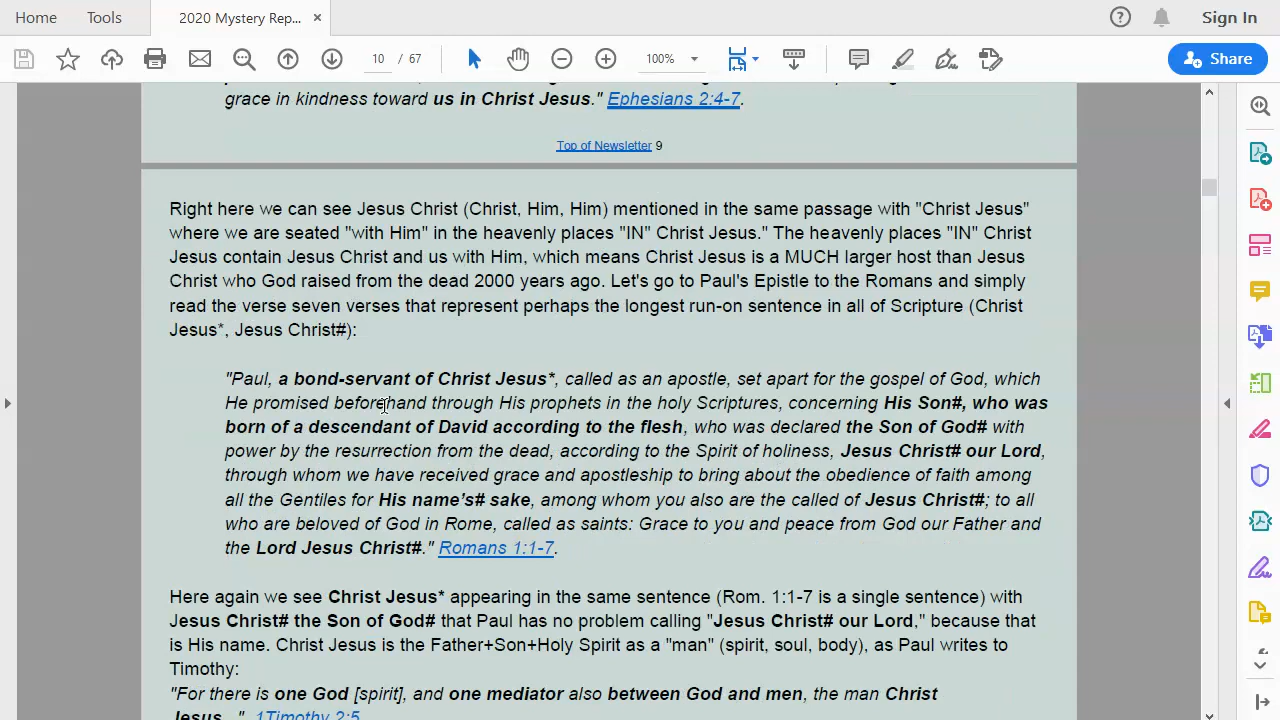 Home Tools 2020 Mystery Rep... × Sign In
10 / 67 100% Share
grace in kindness toward us in Christ Jesus." Ephesians 2:4-7.
Top of Newsletter 9
Right here we can see Jesus Christ (Christ, Him, Him) mentioned in the same passage with "Christ Jesus"
where we are seated "with Him" in the heavenly places "IN" Christ Jesus." The heavenly places "IN" Christ
Jesus contain Jesus Christ and us with Him, which means Christ Jesus is a MUCH larger host than Jesus
Christ who God raised from the dead 2000 years ago. Let's go to Paul's Epistle to the Romans and simply
read the verse seven verses that represent perhaps the longest run-on sentence in all of Scripture (Christ
Jesus*, Jesus Christ#):
"Paul, a bond-servant of Christ Jesus*, called as an apostle, set apart for the gospel of God, which
He promised beforehand through His prophets in the holy Scriptures, concerning His Son#, who was
born of a descendant of David according to the flesh, who was declared the Son of God# with
power by the resurrection from the dead, according to the Spirit of holiness, Jesus Christ# our Lord,
through whom we have received grace and apostleship to bring about the obedience of faith among
all the Gentiles for His name's# sake, among whom you also are the called of Jesus Christ#; to all
who are beloved of God in Rome, called as saints: Grace to you and peace from God our Father and
the Lord Jesus Christ#." Romans 1:1-7.
Here again we see Christ Jesus* appearing in the same sentence (Rom. 1:1-7 is a single sentence) with
Jesus Christ# the Son of God# that Paul has no problem calling "Jesus Christ# our Lord," because that
is His name. Christ Jesus is the Father+Son+Holy Spirit as a "man" (spirit, soul, body), as Paul writes to
Timothy:
"For there is one God [spirit], and one mediator also between God and men, the man Christ
Jesus..." 1Timothy 2:5